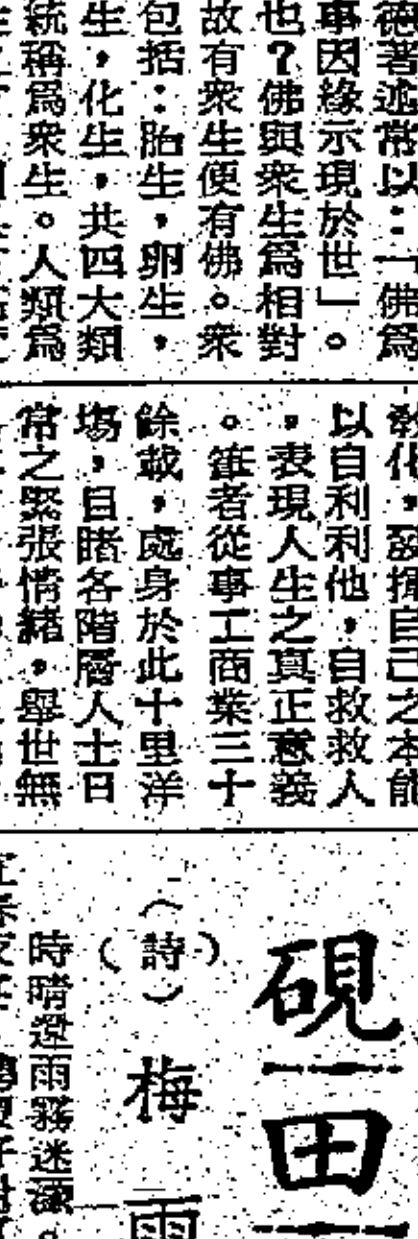 德著述常以：「佛爲
事因緣示現於世」。
也？佛與衆生爲相對
故有衆生便有佛。衆
包括：胎生，卵生，
生，化生，共四大類
統稱爲衆生。人類爲
教化，發揮自己之本能
以自利利他，自救救人
，表現人生之真正意義
。筆者從事工商業三十
餘載，處身於此十里洋
塲，目睹各階層人士日
常之緊張情緒，舉世無
硯田
（詩）
梅雨
時晴還雨霧迷濛。